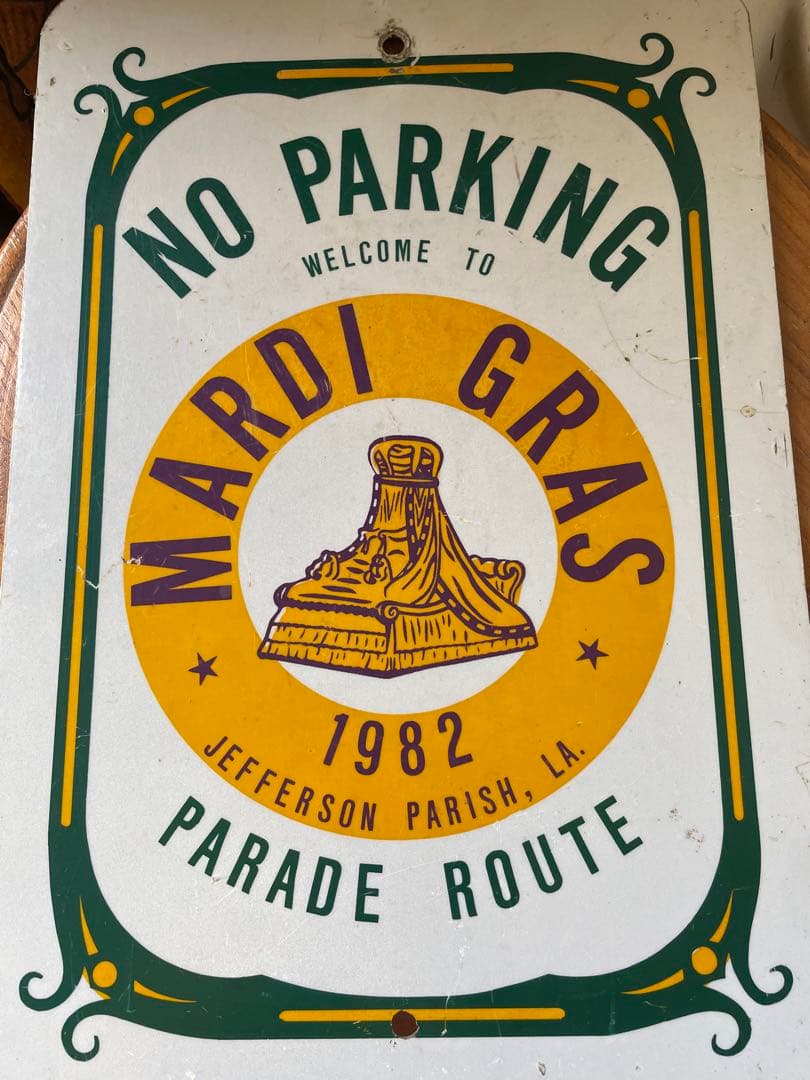 NO PARKING
WELCOME TO
MARDI GRAS
1982
JEFFERSON PARISH, LA.
PARADE ROUTE